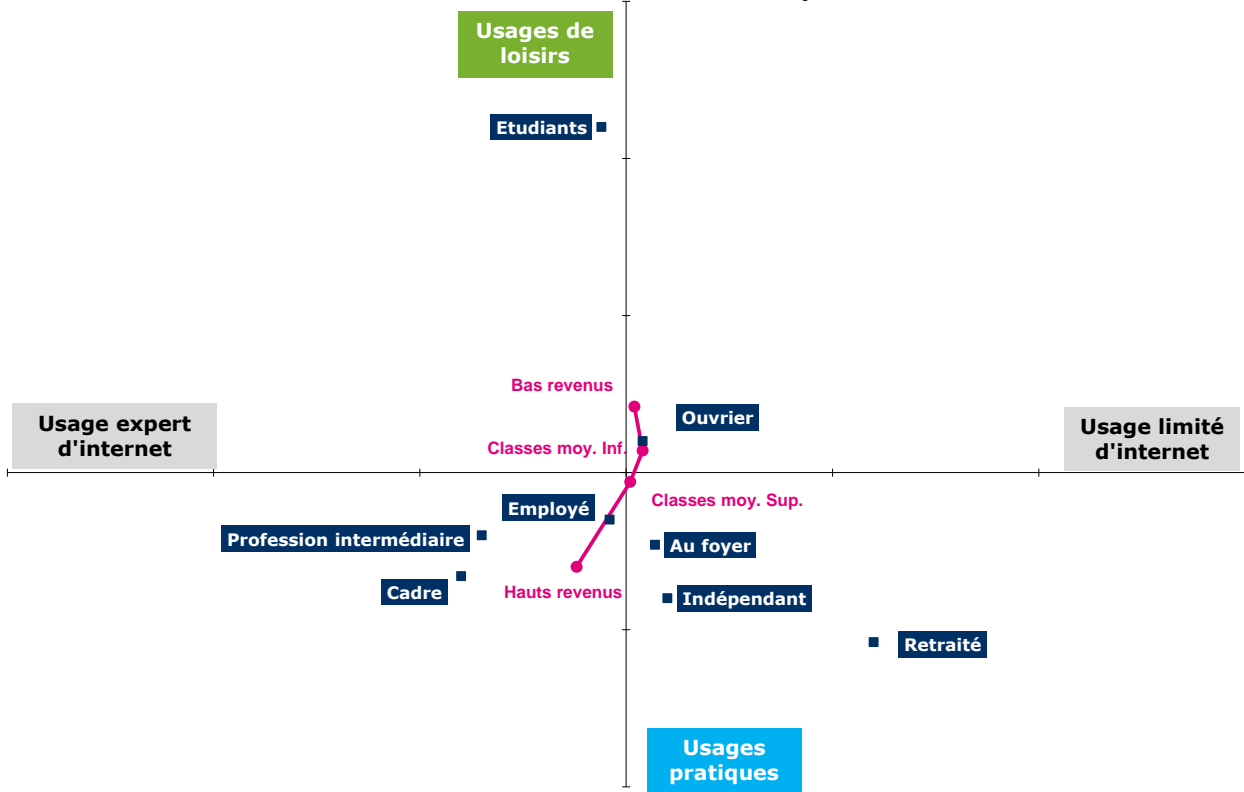 Usages de
loisirs
Etudiants
Bas revenus
Ouvrier
Usage expert
d'internet
Classes moy. Inf.
Usage limité
d'internet
Employé
Classes moy. Sup.
Profession intermédiaire
Au foyer
Cadre
Hauts revenus
Indépendant
Retraité
Usages
pratiques